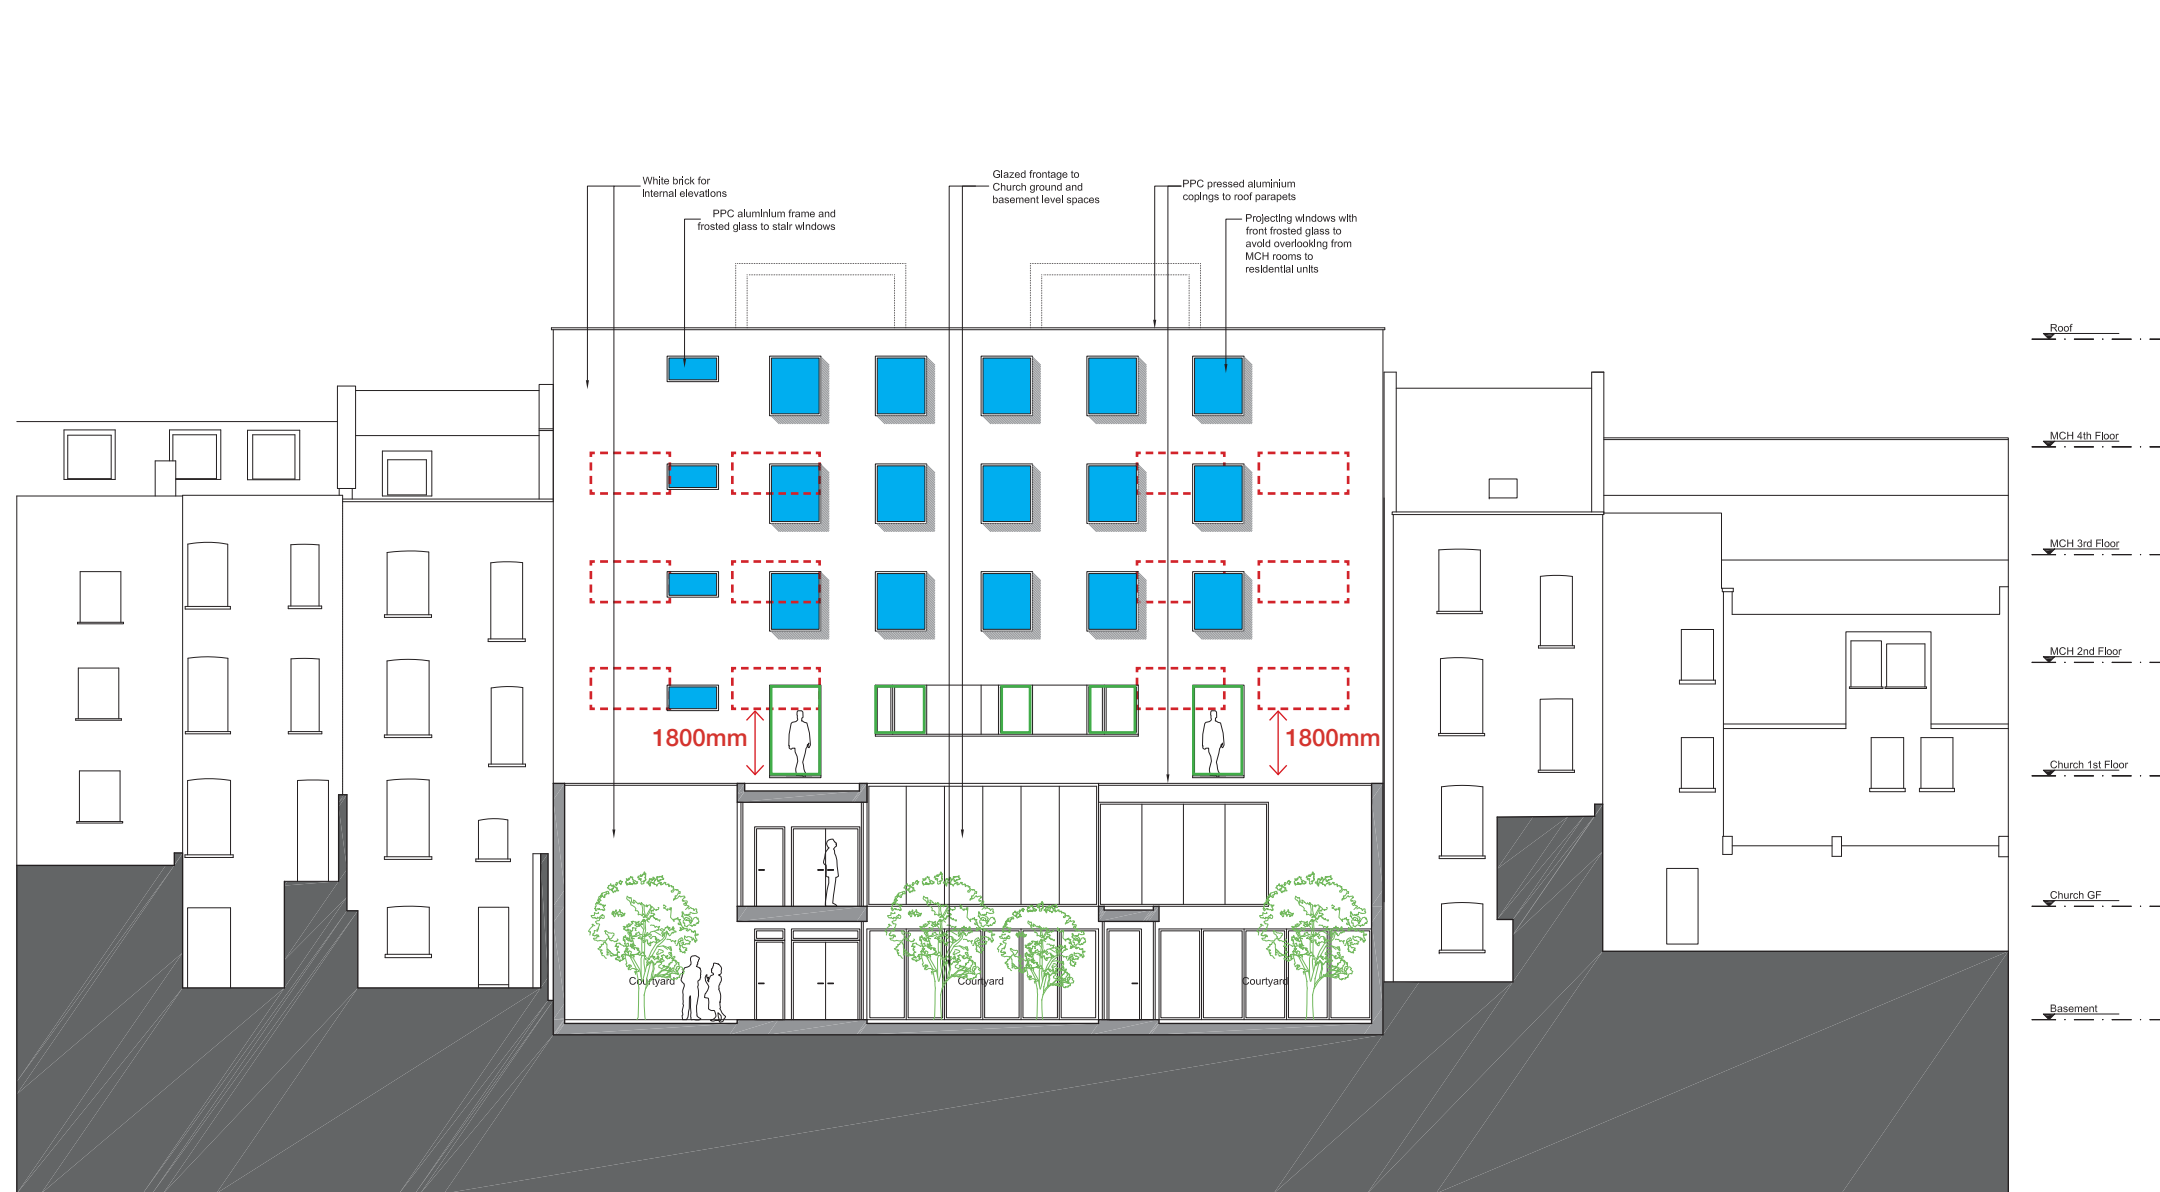 White brick for
internal elevations
PPC aluminium frame and
frosted glass to stair windows
Glazed frontage to
Church ground and
basement level spaces
PPC pressed aluminium
copings to roof parapets
Projecting windows with
front frosted glass to
avoid overlooking from
MCH rooms to
residential units
Roof
MCH 4th Floor
MCH 3rd Floor
MCH 2nd Floor
1800mm
1800mm
Church 1st Floor
Church GF
Courtyard
Courtyard
Courtyard
Basement